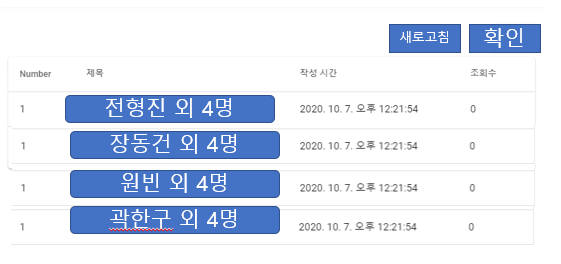 새로고침 확인
Number 제목 작성 시간 조회수
1 전형진 외 4명 2020. 10. 7. 오후 12:21:54 0
1 장동건 외 4명 2020. 10. 7. 오후 12:21:54 0
1 원빈 외 4명 2020. 10. 7. 오후 12:21:54 0
1 곽한구 외 4명 2020. 10. 7. 오후 12:21:54 0